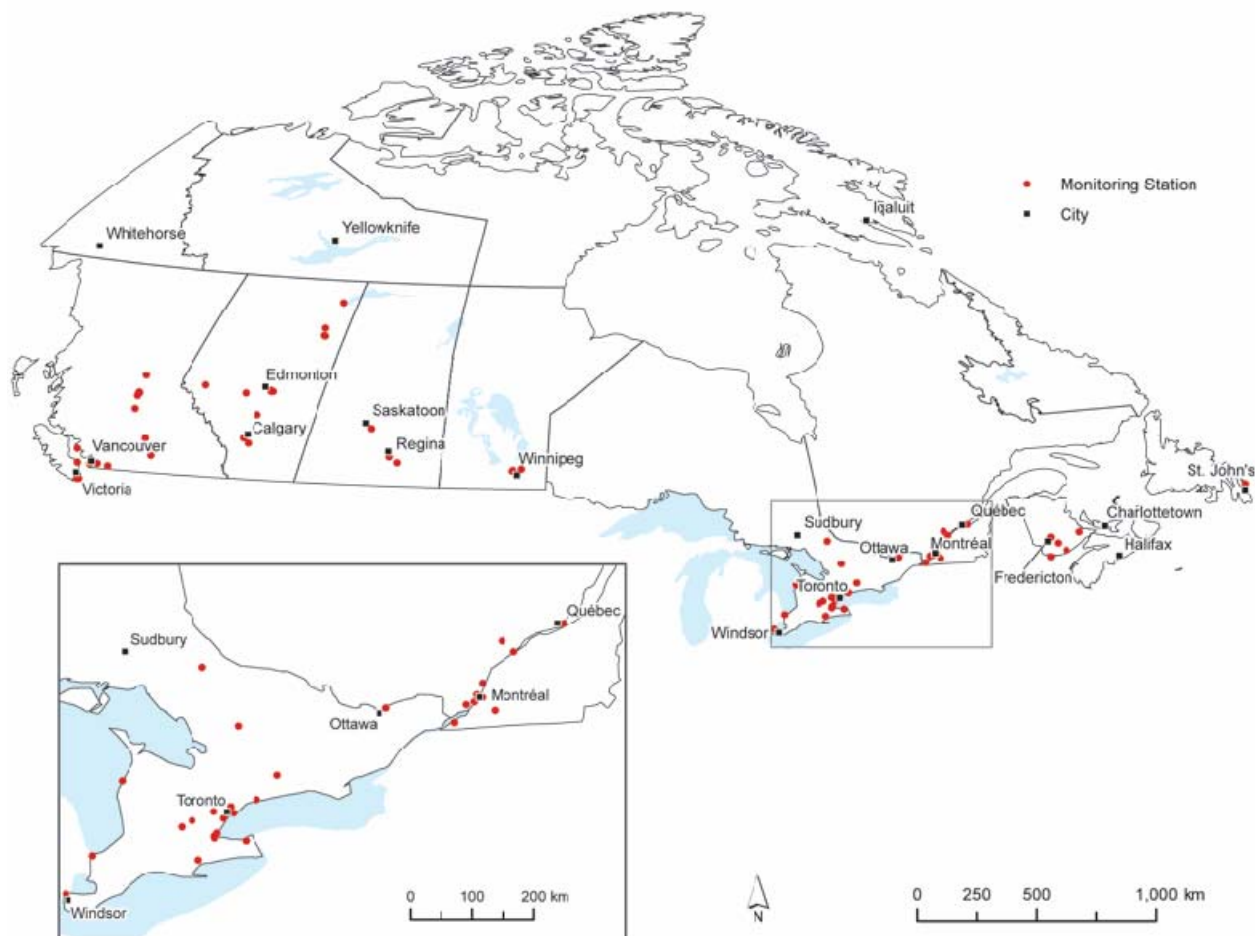 Iqaluit
Monitoring Station
City
Whitehorse
Yellowknife
Edmonton
Saskatoon
Calgary
Regina
Vancouver
Winnipeg
Victoria
St. John's
Sudbury
Québec
Charlottetown
Ottawa
Montréal
Halifax
Toronto
Fredericton
Windsor
Québec
Sudbury
Montréal
Ottawa
Toronto
Windsor
0 100 200 km
N
0 250 500 1,000 km